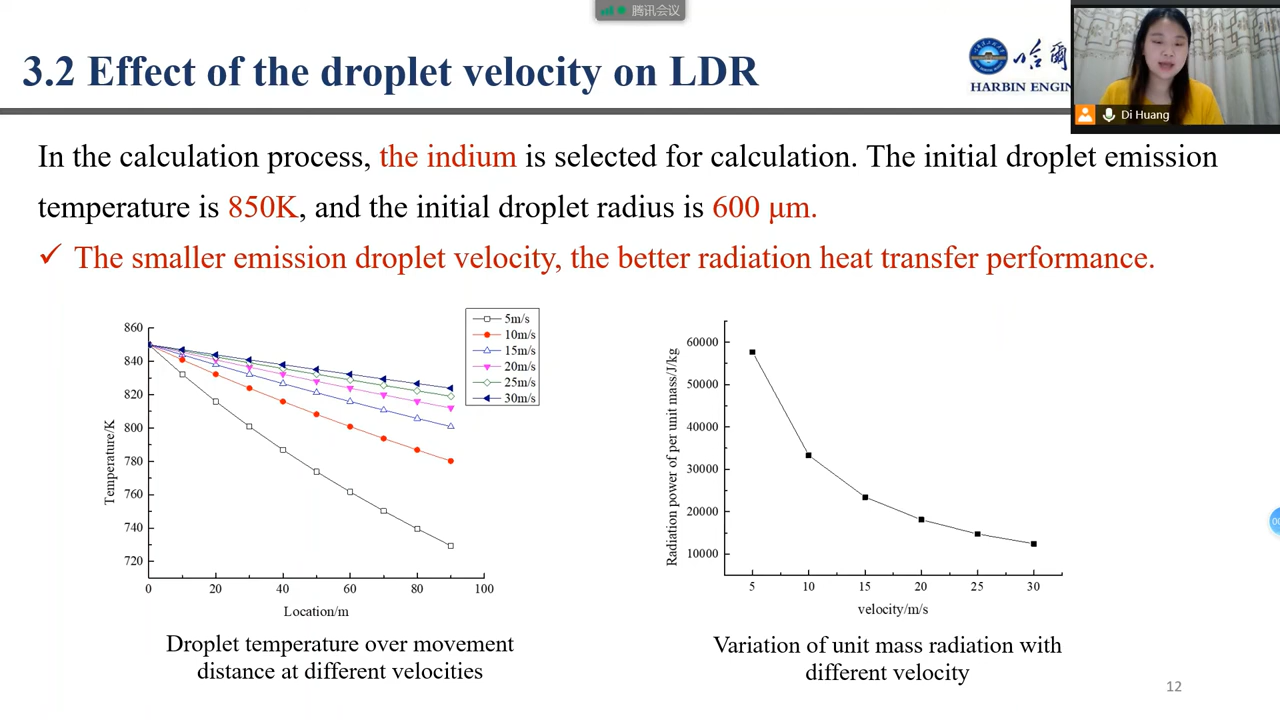 腾讯会议
3.2 Effect of the droplet velocity on LDR
哈爾
HARBIN ENGIN
Di Huang
In the calculation process, the indium is selected for calculation. The initial droplet emission
temperature is 850K, and the initial droplet radius is 600 μm.
✓ The smaller emission droplet velocity, the better radiation heat transfer performance.
5m/s
10m/s
15m/s
20m/s
25m/s
30m/s
860
840
820
800
780
760
740
720
Temperature/K
0 20 40 60 80 100
Location/m
Droplet temperature over movement
distance at different velocities
60000
50000
40000
30000
20000
10000
Radiation power of per unit mass/J/kg
5 10 15 20 25 30
velocity/m/s
Variation of unit mass radiation with
different velocity
12